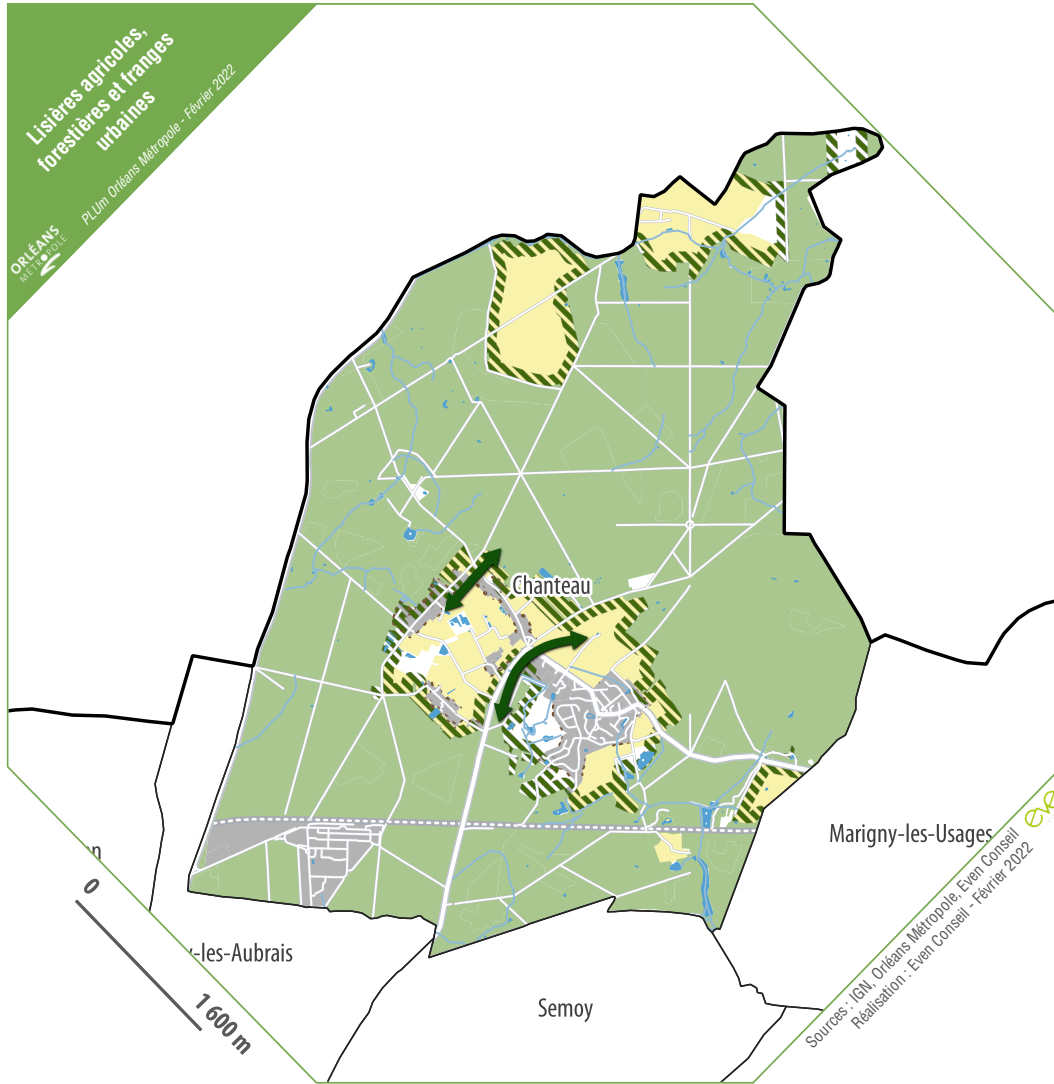 Lisières agricoles,
forestières et franges
urbaines
PLUm Orléans Métropole - Février 2022
ORLÉANS
MÉTROPOLE
Chanteau
Marigny-les-Usages
n
0
1 600 m
y-les-Aubrais
Semoy
Sources : IGN, Orléans Métropole, Even Conseil
Réalisation : Even Conseil - Février 2022
eve